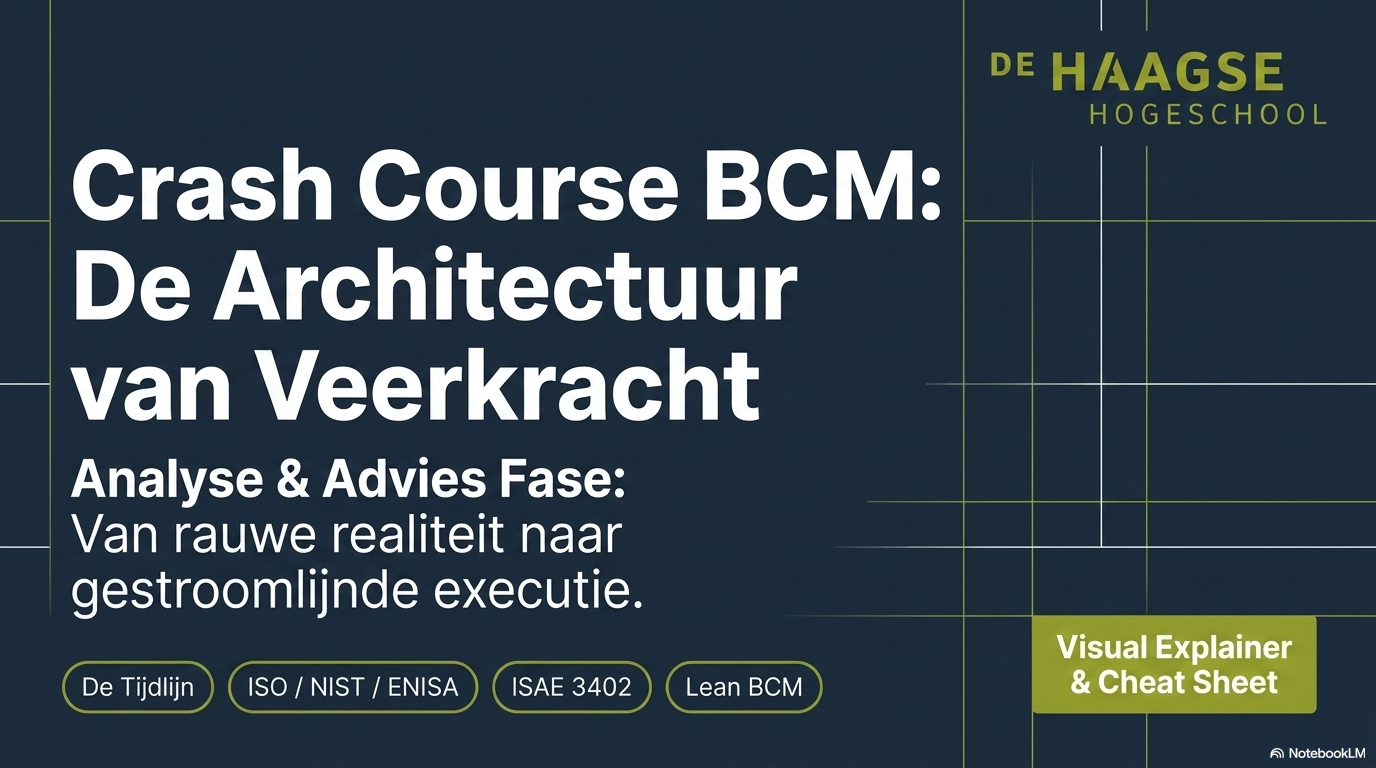 DE HAAGSE
HOGESCHOOL
Crash Course BCM:
De Architectuur
van Veerkracht
Analyse & Advies Fase:
Van rauwe realiteit naar
gestroomlijnde executie.
De Tijdlijn
ISO / NIST / ENISA
ISAE 3402
Lean BCM
Visual Explainer
& Cheat Sheet
NotebookLM